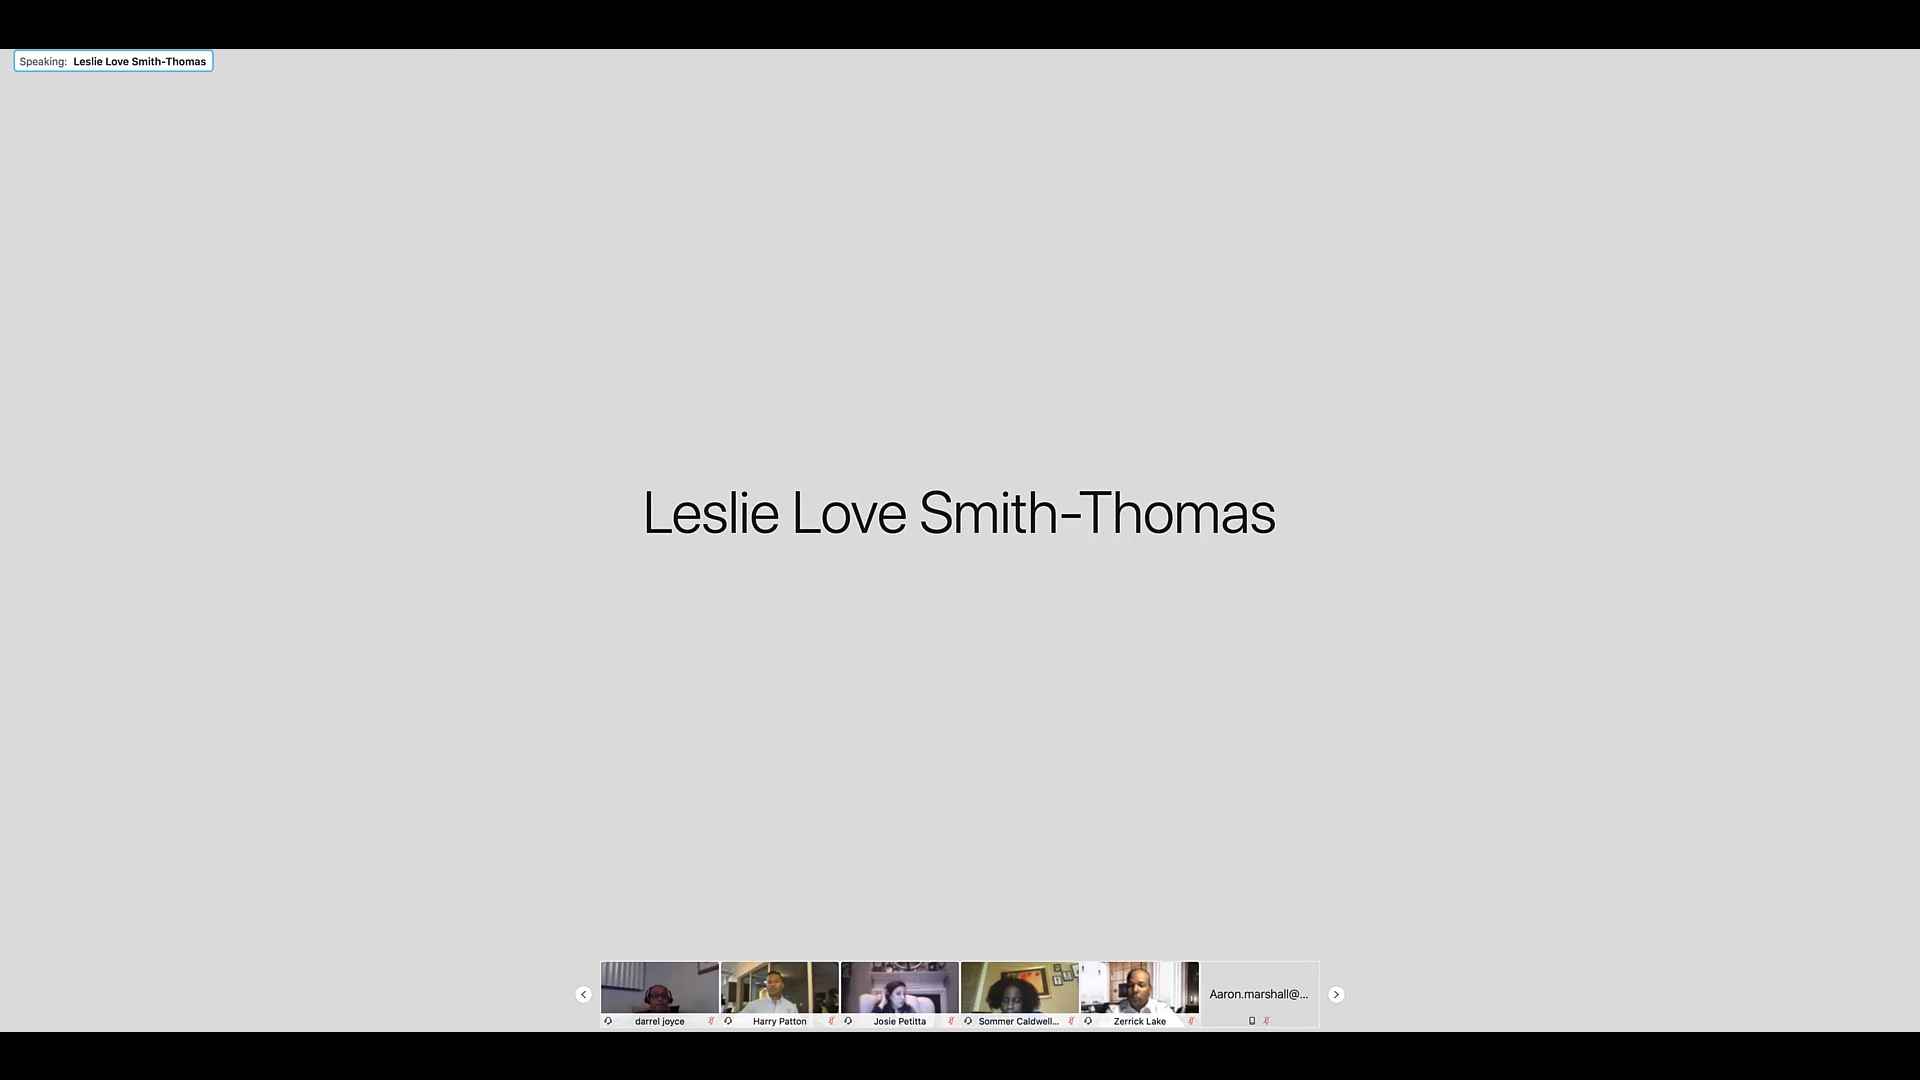 Speaking: Leslie Love Smith-Thomas
Leslie Love Smith-Thomas
Aaron.marshall@...
darrel joyce
Harry Patton
Josie Petitta
Sommer Caldwell...
Zerrick Lake